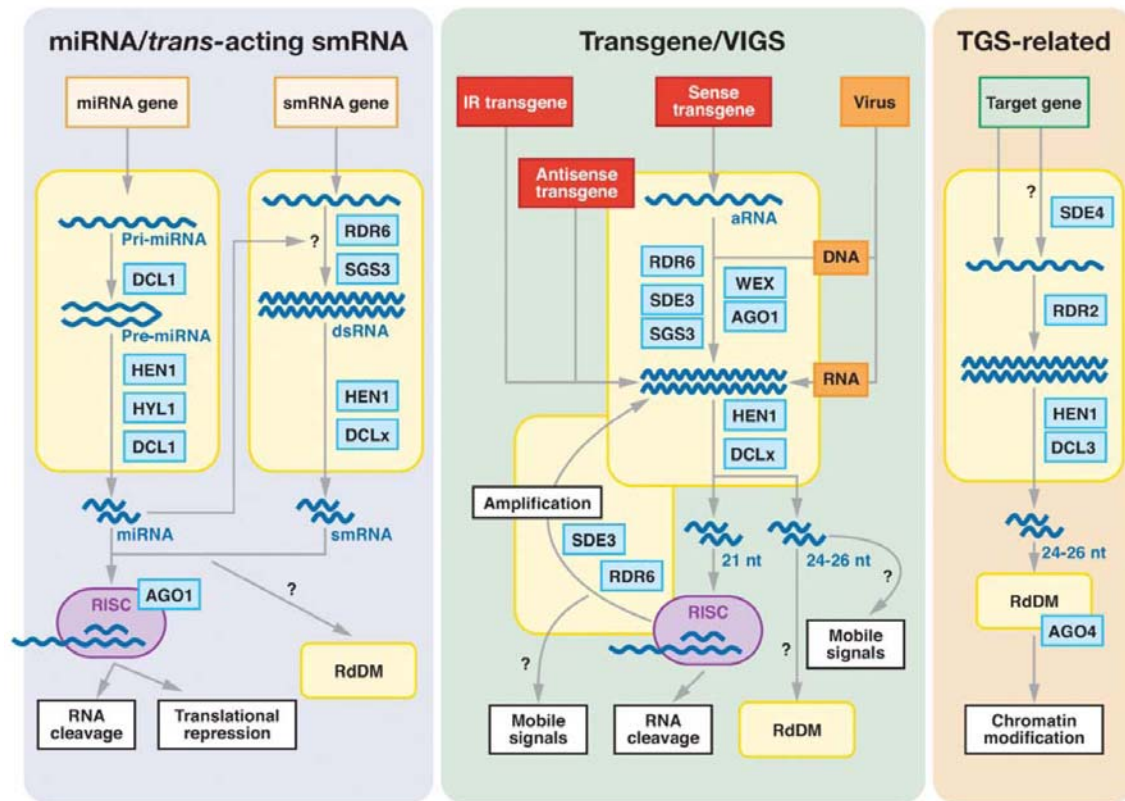 miRNA/trans-acting smRNA
miRNA gene
smRNA gene
Pri-miRNA
DCL1
Pre-miRNA
HEN1
HYL1
DCL1
miRNA
?
RDR6
SGS3
dsRNA
HEN1
DCLx
smRNA
RISC
AGO1
?
RdDM
RNA
cleavage
Translational
repression
Transgene/VIGS
IR transgene
Sense
transgene
Virus
Antisense
transgene
aRNA
DNA
RDR6
SDE3
SGS3
WEX
AGO1
RNA
HEN1
DCLx
Amplification
SDE3
RDR6
21 nt
24-26 nt
?
RISC
?
?
Mobile
signals
Mobile
signals
RNA
cleavage
RdDM
TGS-related
Target gene
?
SDE4
RDR2
HEN1
DCL3
24-26 nt
RdDM
AGO4
Chromatin
modification